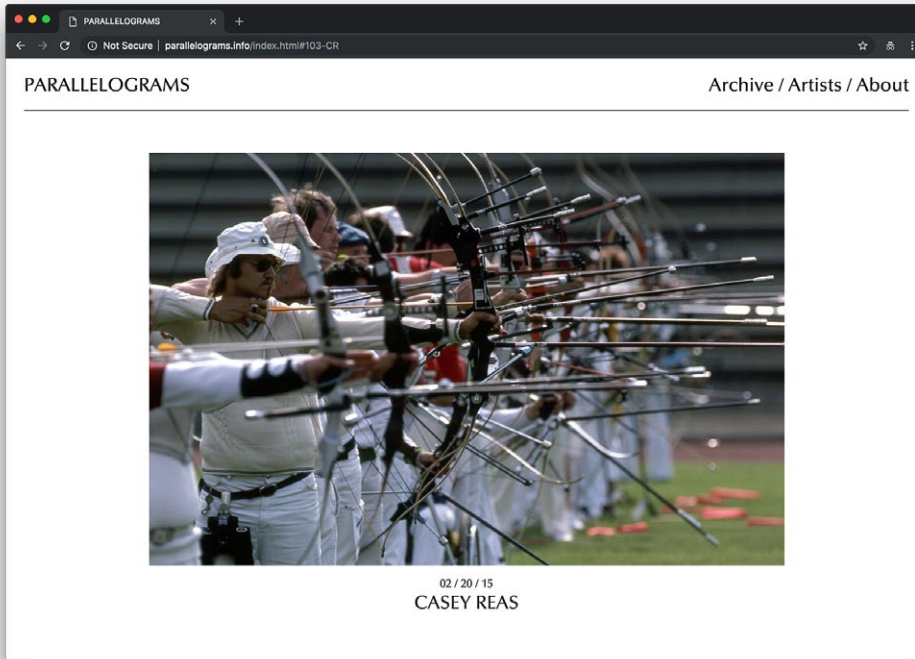 PARALLELOGRAMS
Not Secure | parallelograms.info/index.html#103-CR
PARALLELOGRAMS
Archive / Artists / About
02 / 20 / 15
CASEY REAS